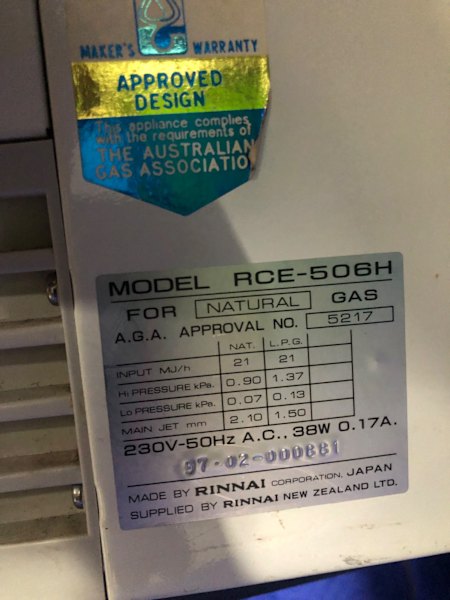 MAKER'S WARRANTY
APPROVED
DESIGN
This appliance complies
with the requirements of
THE AUSTRALIAN
GAS ASSOCIATIO
MODEL RCE-506H
FOR NATURAL GAS
A.G.A. APPROVAL NO. 5217
NAT. L.P.G.
INPUT MJ/h 21 21
Hi PRESSURE kPa. 0.90 1.37
Lo PRESSURE kPa. 0.07 0.13
MAIN JET mm 2.10 1.50
230V-50Hz A.C., 38W 0.17A.
97-02-000881
MADE BY RINNAI CORPORATION, JAPAN
SUPPLIED BY RINNAI NEW ZEALAND LTD.